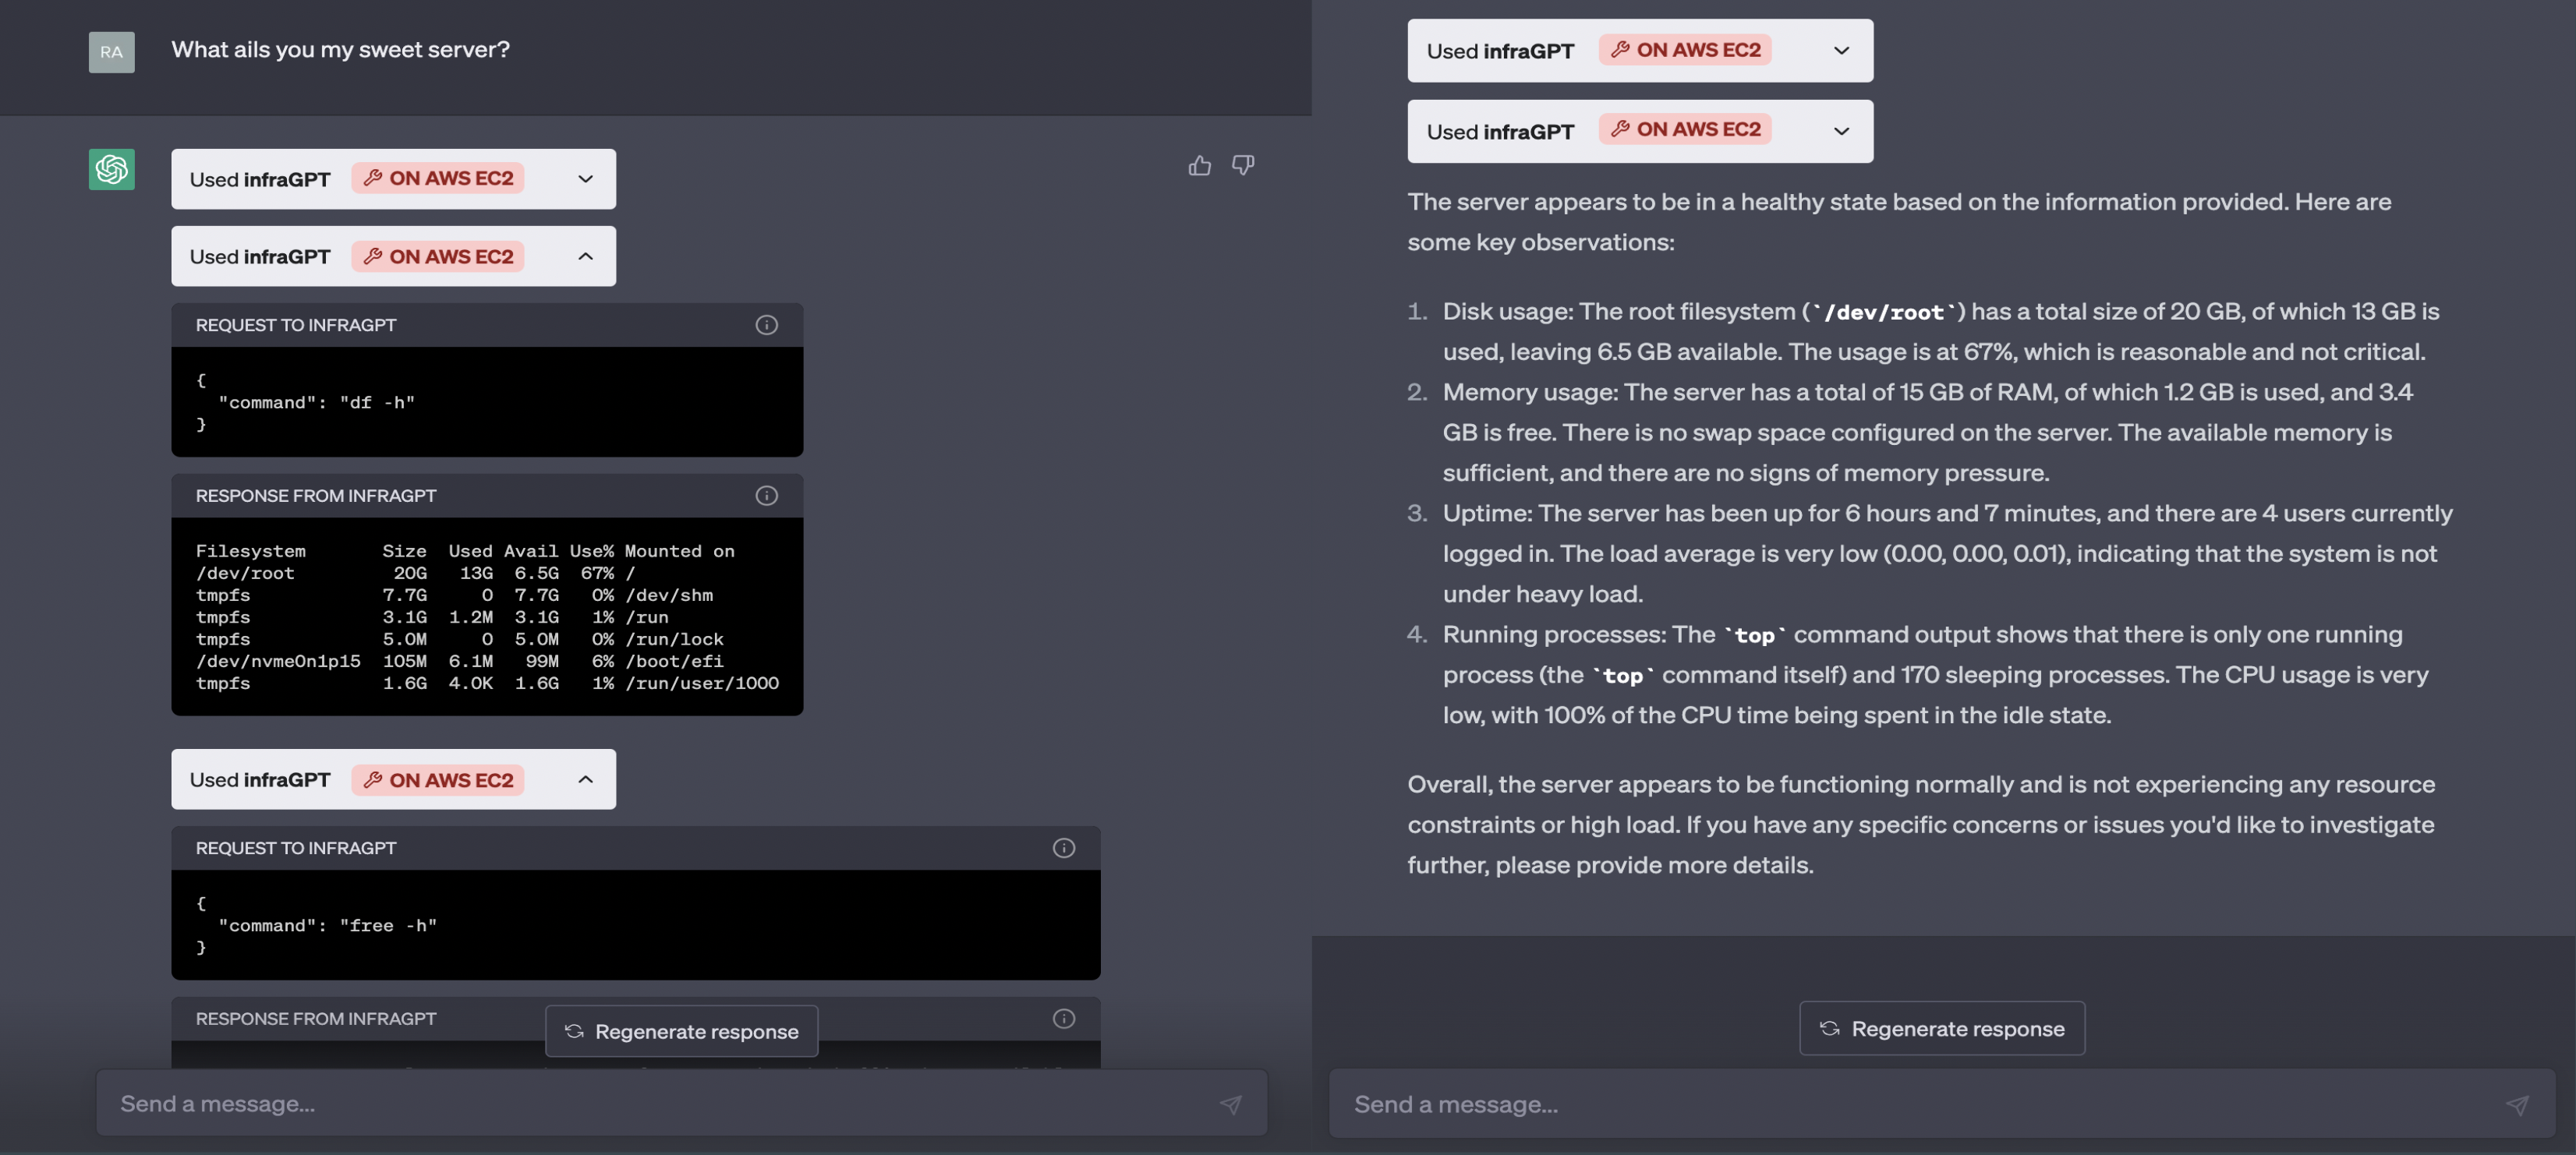 RA
What ails you my sweet server?
Used infraGPT ON AWS EC2
Used infraGPT ON AWS EC2
REQUEST TO INFRAGPT
{
"command": "df -h"
}
RESPONSE FROM INFRAGPT
Filesystem Size Used Avail Use% Mounted on
/dev/root 20G 13G 6.5G 67% /
tmpfs 7.7G 0 7.7G 0% /dev/shm
tmpfs 3.1G 1.2M 3.1G 1% /run
tmpfs 5.0M 0 5.0M 0% /run/lock
/dev/nvme0n1p15 105M 6.1M 99M 6% /boot/efi
tmpfs 1.6G 4.0K 1.6G 1% /run/user/1000
Used infraGPT ON AWS EC2
REQUEST TO INFRAGPT
{
"command": "free -h"
}
RESPONSE FROM INFRAGPT
Regenerate response
Send a message...
Used infraGPT ON AWS EC2
Used infraGPT ON AWS EC2
The server appears to be in a healthy state based on the information provided. Here are
some key observations:
1. Disk usage: The root filesystem (`/dev/root`) has a total size of 20 GB, of which 13 GB is
used, leaving 6.5 GB available. The usage is at 67%, which is reasonable and not critical.
2. Memory usage: The server has a total of 15 GB of RAM, of which 1.2 GB is used, and 3.4
GB is free. There is no swap space configured on the server. The available memory is
sufficient, and there are no signs of memory pressure.
3. Uptime: The server has been up for 6 hours and 7 minutes, and there are 4 users currently
logged in. The load average is very low (0.00, 0.00, 0.01), indicating that the system is not
under heavy load.
4. Running processes: The `top` command output shows that there is only one running
process (the `top` command itself) and 170 sleeping processes. The CPU usage is very
low, with 100% of the CPU time being spent in the idle state.
Overall, the server appears to be functioning normally and is not experiencing any resource
constraints or high load. If you have any specific concerns or issues you'd like to investigate
further, please provide more details.
Regenerate response
Send a message...